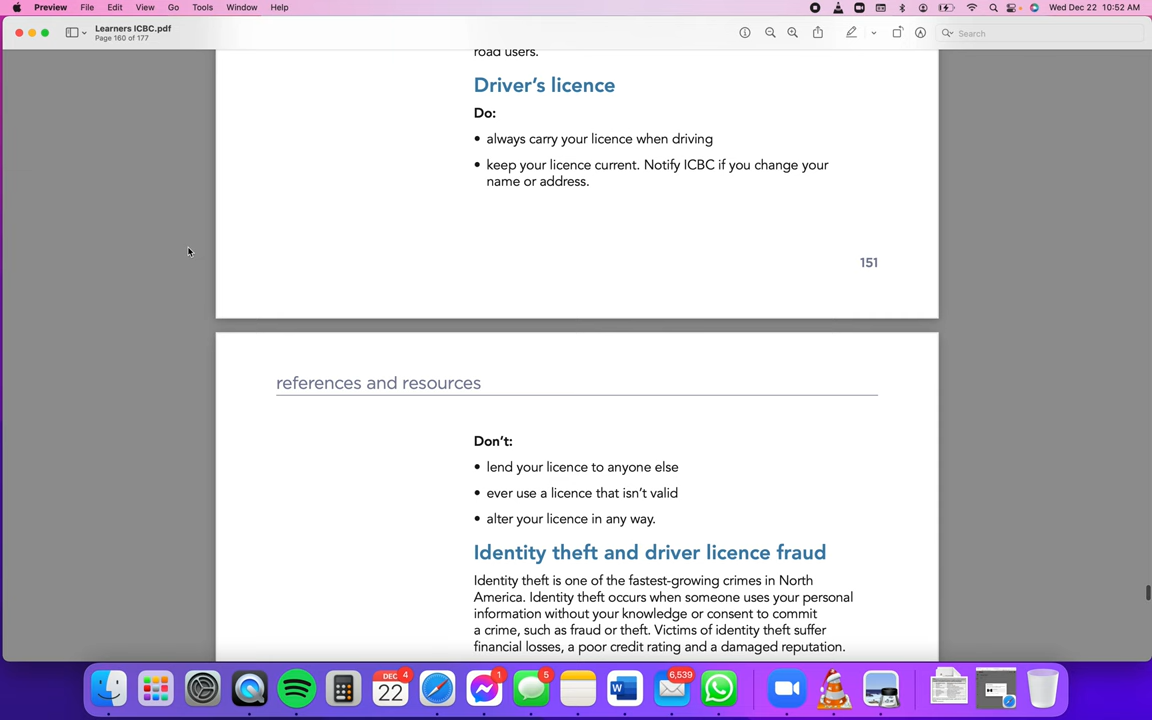 Preview File Edit View Go Tools Window Help Wed Dec 22 10:52 AM
Learners ICBC.pdf
Page 160 of 177
Search
road users.
Driver's licence
Do:
• always carry your licence when driving
• keep your licence current. Notify ICBC if you change your
name or address.
151
references and resources
Don't:
• lend your licence to anyone else
• ever use a licence that isn't valid
• alter your licence in any way.
Identity theft and driver licence fraud
Identity theft is one of the fastest-growing crimes in North
America. Identity theft occurs when someone uses your personal
information without your knowledge or consent to commit
a crime, such as fraud or theft. Victims of identity theft suffer
financial losses, a poor credit rating and a damaged reputation.
DEC 4 1 5 6,539
22